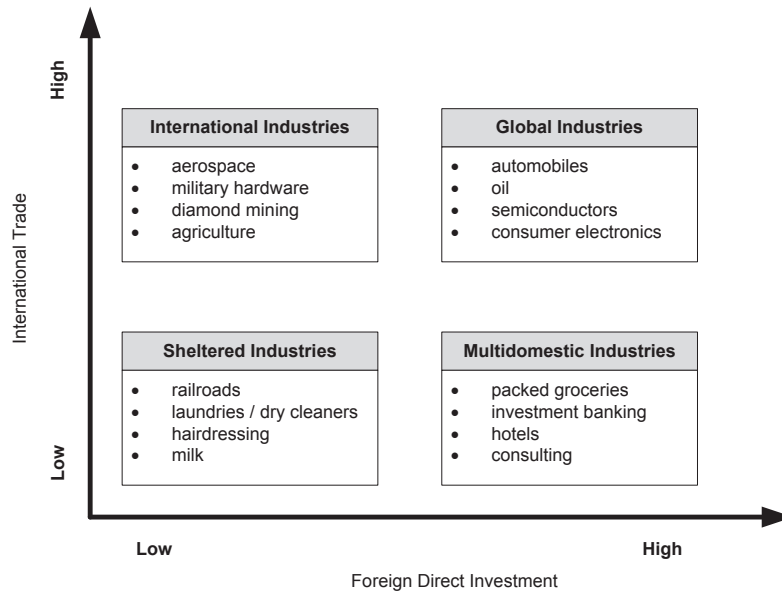 High
International Trade
Low
International Industries
• aerospace
• military hardware
• diamond mining
• agriculture
Global Industries
• automobiles
• oil
• semiconductors
• consumer electronics
Sheltered Industries
• railroads
• laundries / dry cleaners
• hairdressing
• milk
Multidomestic Industries
• packed groceries
• investment banking
• hotels
• consulting
Low
High
Foreign Direct Investment